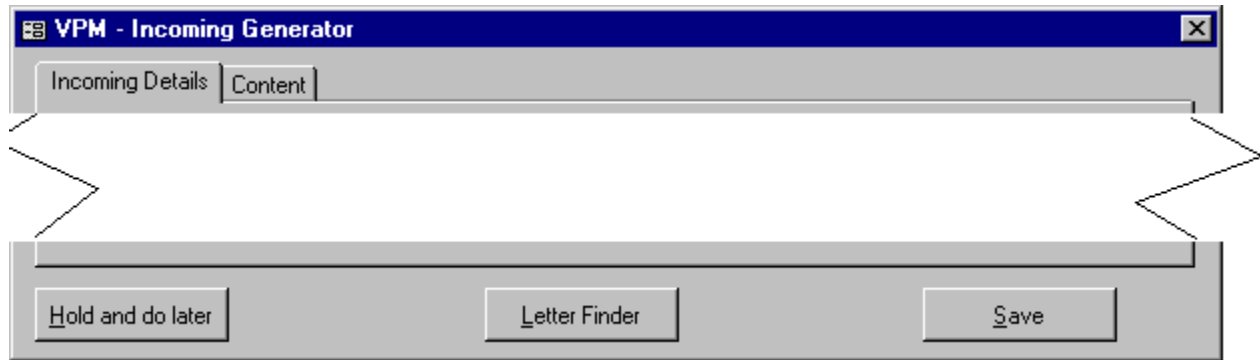 VPM - Incoming Generator
Incoming Details Content
Hold and do later Letter Finder Save